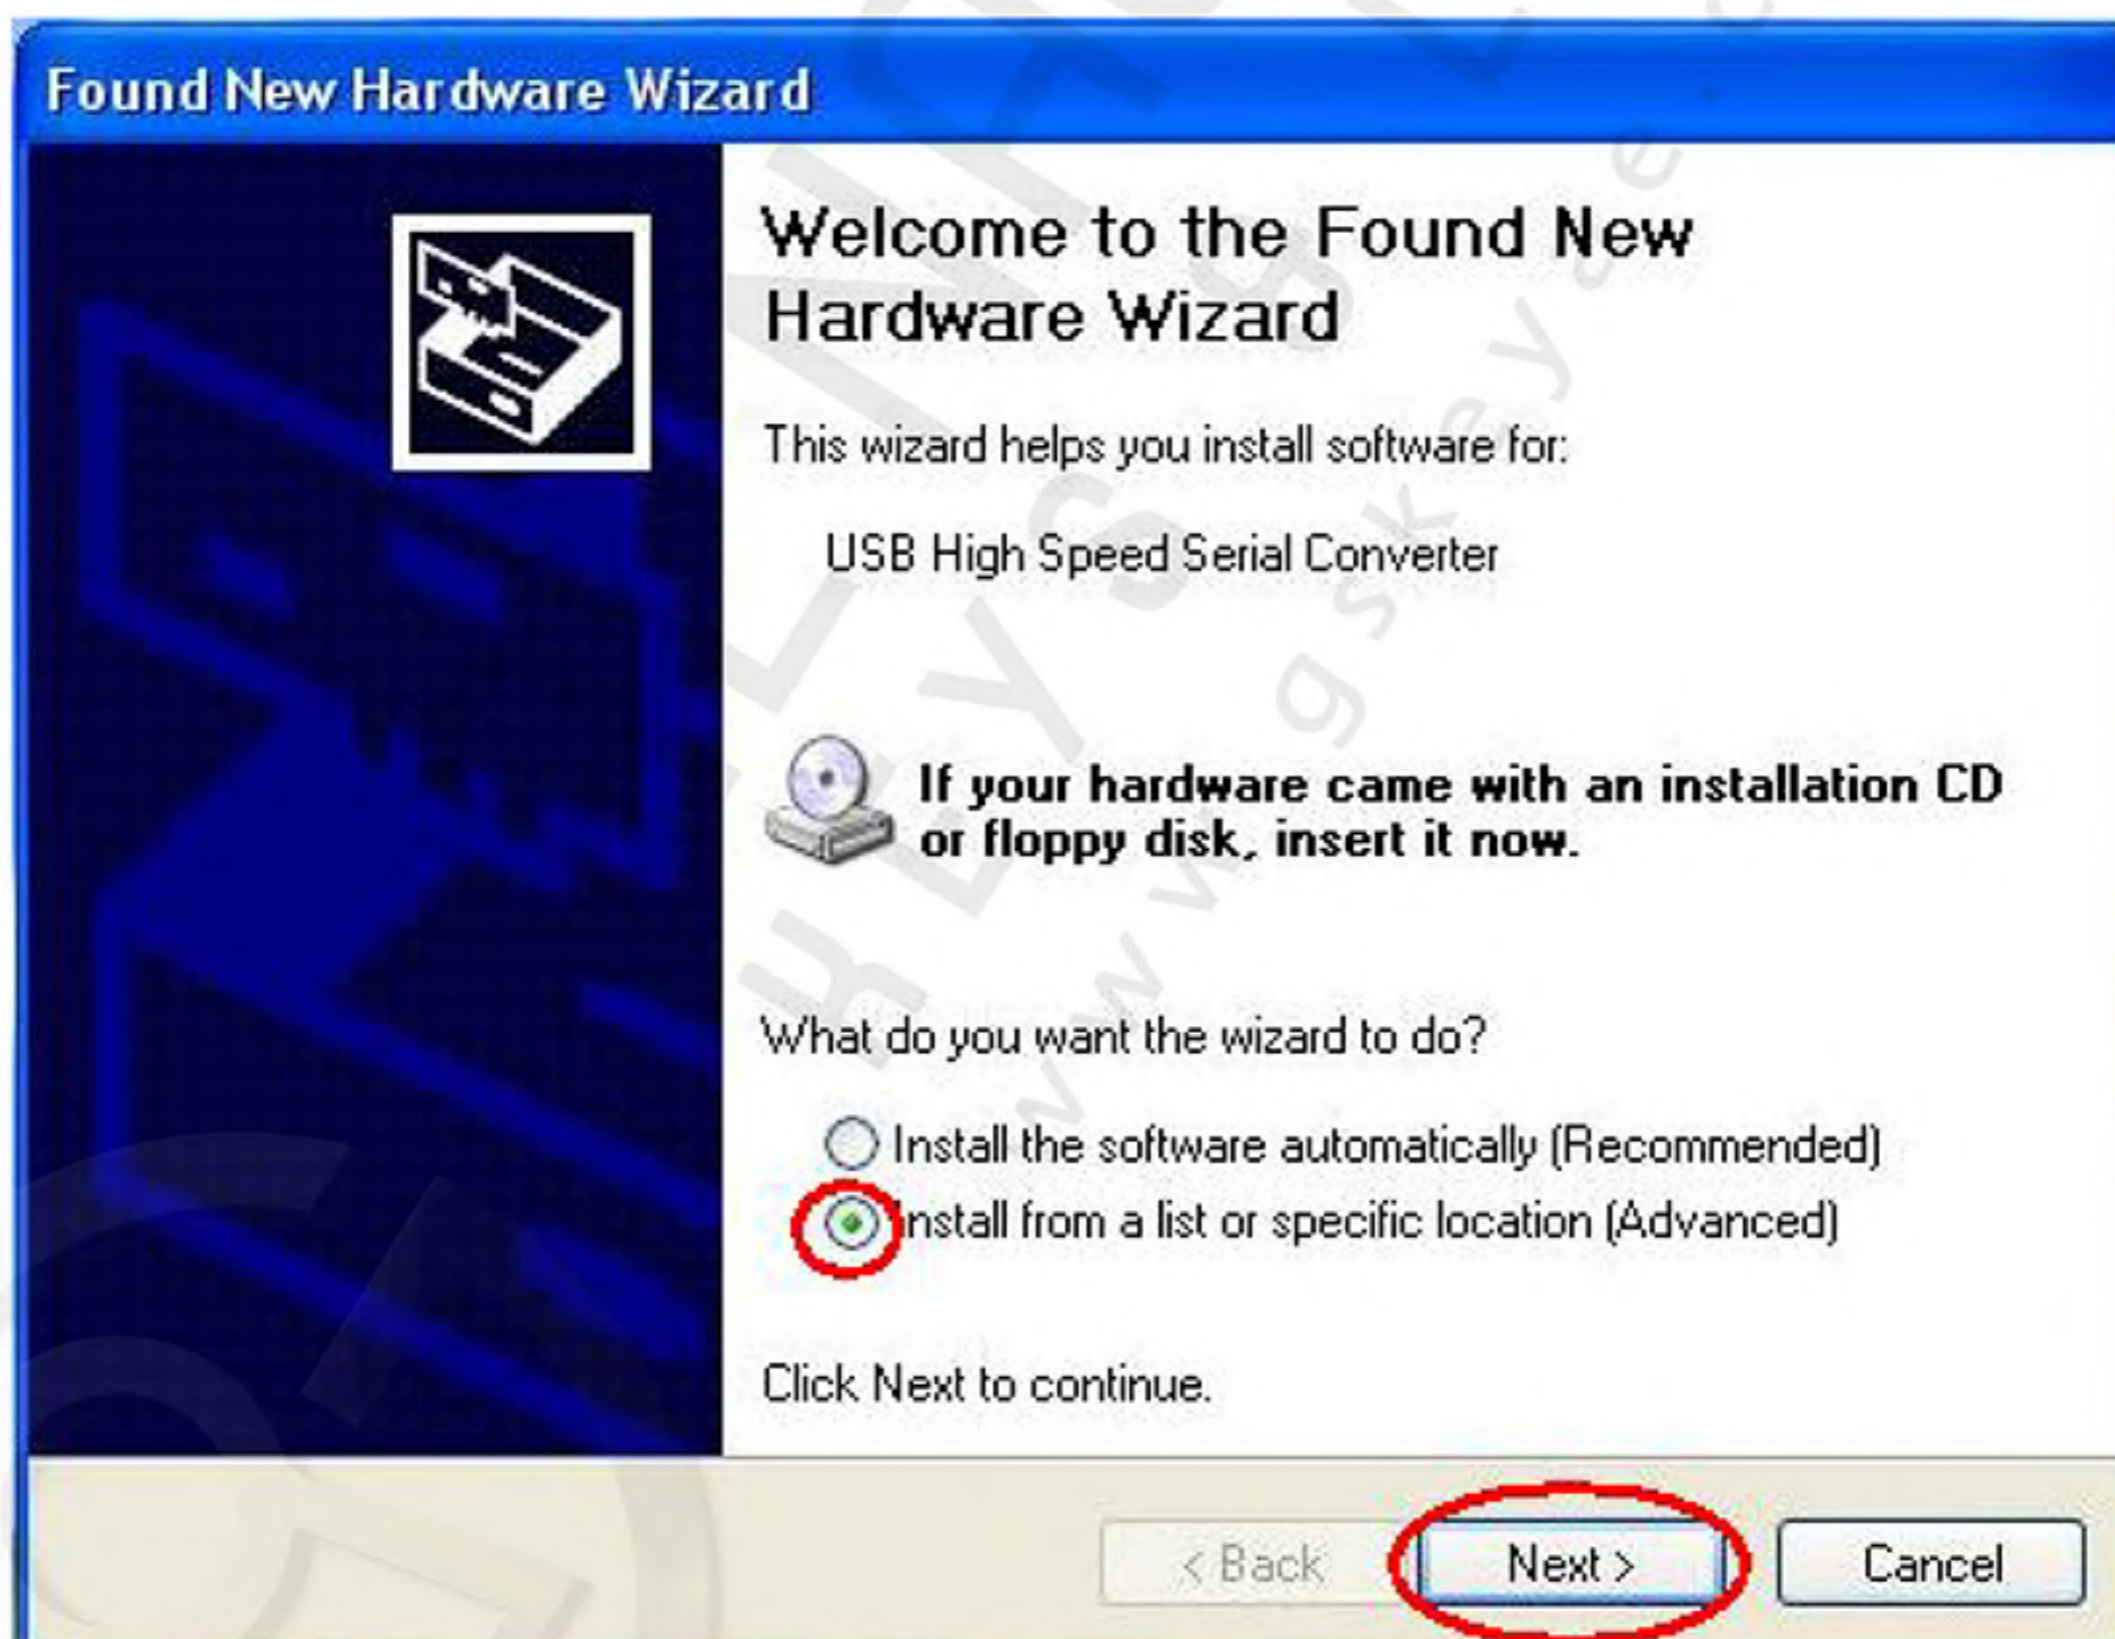 Found New Hardware Wizard
Welcome to the Found New
Hardware Wizard
This wizard helps you install software for:
USB High Speed Serial Converter
If your hardware came with an installation CD
or floppy disk, insert it now.
What do you want the wizard to do?
Install the software automatically (Recommended)
nstall from a list or specific location (Advanced)
Click Next to continue.
< Back
Next >
Cancel